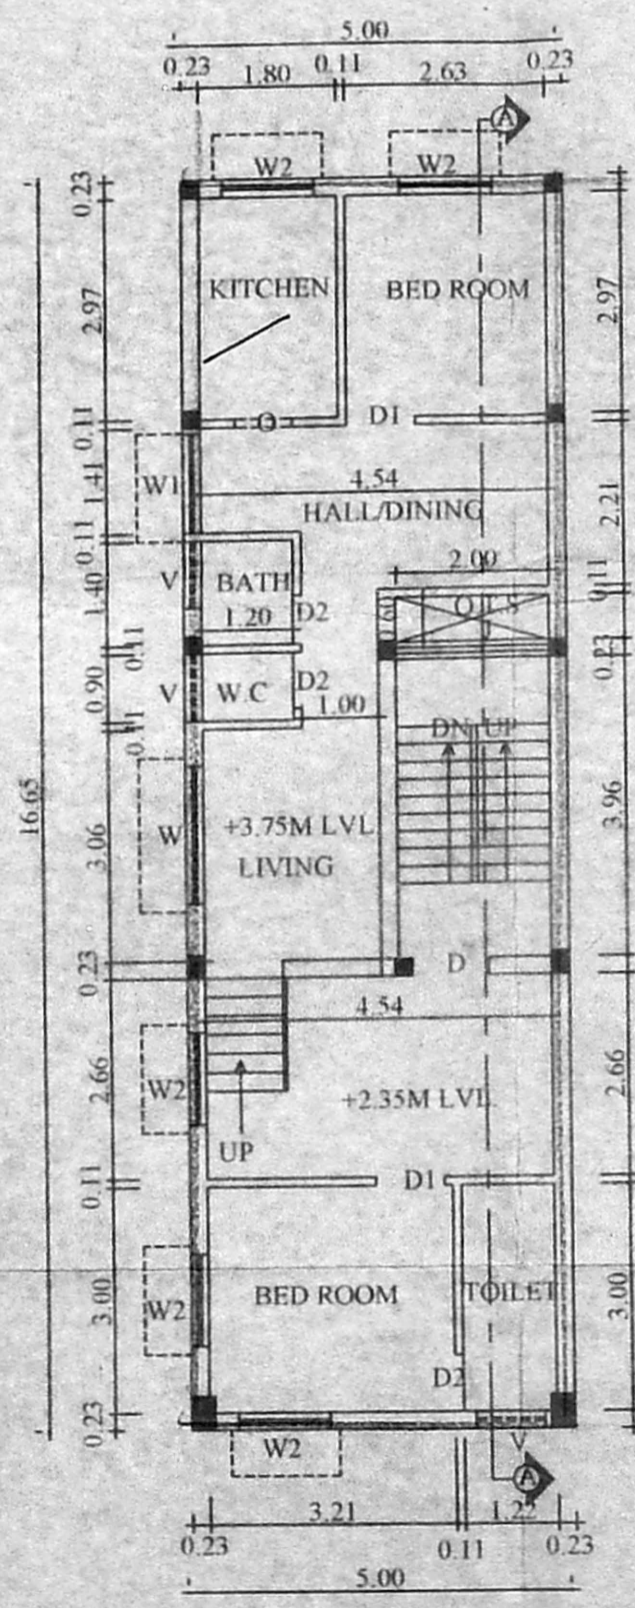 5.00
0.23 1.80 0.11 2.63 0.23
A
W2 W2
0.23
2.97 KITCHEN BED ROOM 2.97
0.11 O D1
1.41 W1 4.54
HALL/DINING 2.21
0.11 2.00 0.11
1.40 V BATH
1.20 D2 0.60 O.T.S
0.11 0.23
0.90 V W.C D2
1.00
0.11 DN UP
16.65 3.06 W +3.75M LVL 3.96
LIVING
0.23 D
4.54
2.66 W2 +2.35M LVL 2.66
UP
0.11 D1
3.00 W2 BED ROOM TOILET 3.00
D2
0.23 W2 V
A
3.21 1.22
0.23 0.11 0.23
5.00